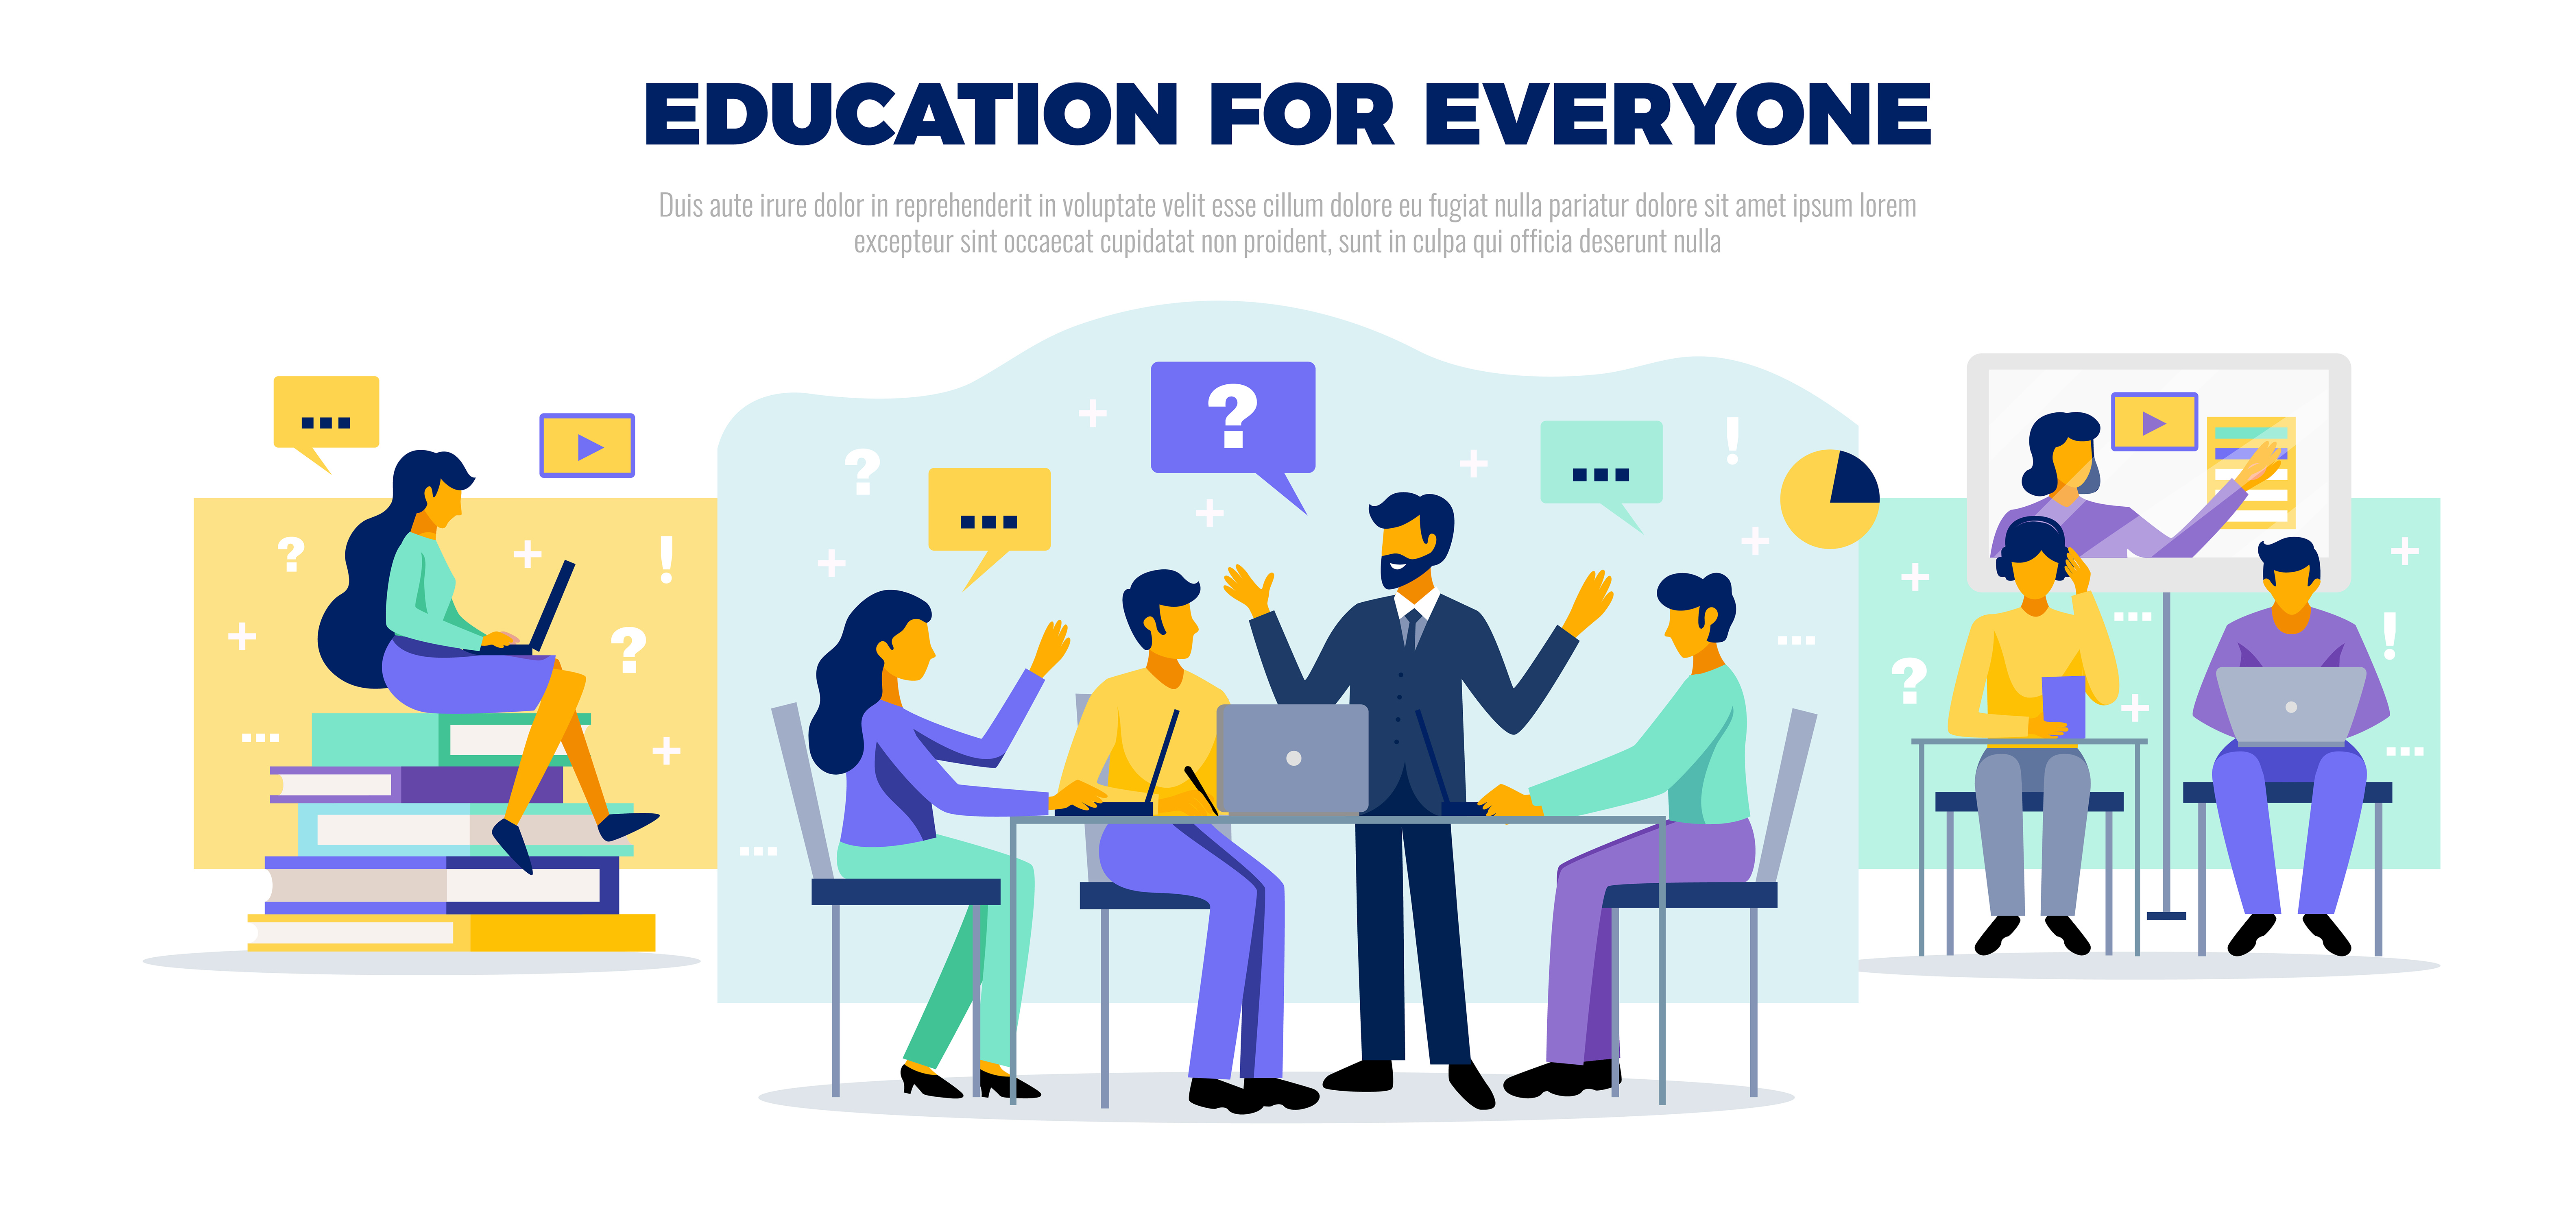 EDUCATION FOR EVERYONE
Duis aute irure dolor in reprehenderit in voluptate velit esse cillum dolore eu fugiat nulla pariatur dolore sit amet ipsum lorem
excepteur sint occaecat cupidatat non proident, sunt in culpa qui officia deserunt nulla